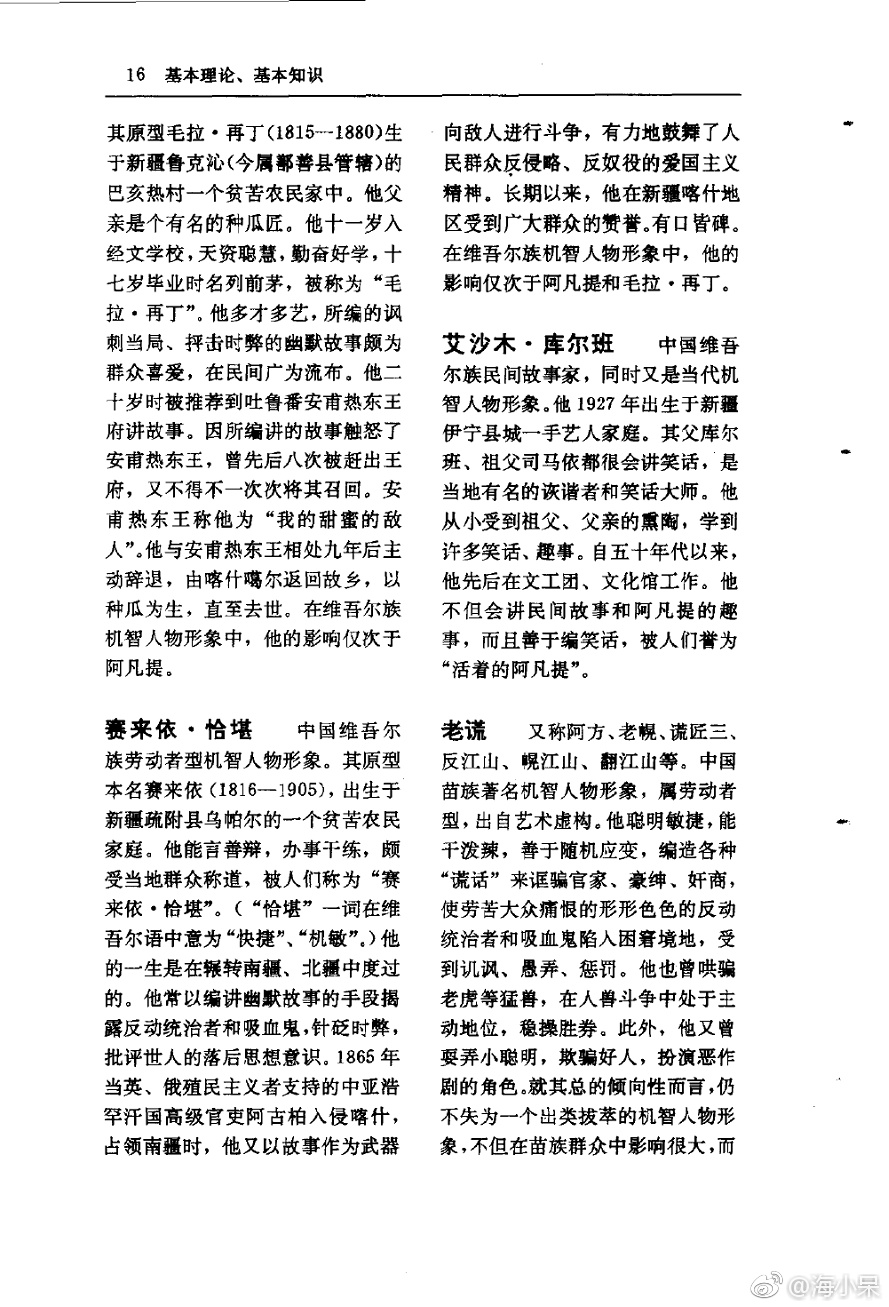 16 基本理论、基本知识
其原型毛拉·再丁(1815—1880)生
于新疆鲁克沁(今属鄯善县管辖)的
巴亥热村一个贫苦农民家中。他父
亲是个有名的种瓜匠。他十一岁入
经文学校，天资聪慧，勤奋好学，十
七岁毕业时名列前茅，被称为“毛
拉·再丁”。他多才多艺，所编的讽
刺当局、抨击时弊的幽默故事颇为
群众喜爱，在民间广为流布。他二
十岁时被推荐到吐鲁番安甫热东王
府讲故事。因所编讲的故事触怒了
安甫热东王，曾先后八次被赶出王
府，又不得不一次次将其召回。安
甫热东王称他为“我的甜蜜的敌
人”。他与安甫热东王相处九年后主
动辞退，由喀什噶尔返回故乡，以
种瓜为生，直至去世。在维吾尔族
机智人物形象中，他的影响仅次于
阿凡提。
赛来依·恰堪 中国维吾尔
族劳动者型机智人物形象。其原型
本名赛来依(1816—1905)，出生于
新疆疏附县乌帕尔的一个贫苦农民
家庭。他能言善辩，办事干练，颇
受当地群众称道，被人们称为“赛
来依·恰堪”。(“恰堪”一词在维
吾尔语中意为“快捷”、“机敏”。)他
的一生是在辗转南疆、北疆中度过
的。他常以编讲幽默故事的手段揭
露反动统治者和吸血鬼，针砭时弊，
批评世人的落后思想意识。1865年
当英、俄殖民主义者支持的中亚浩
罕汗国高级官吏阿古柏入侵喀什，
占领南疆时，他又以故事作为武器
向敌人进行斗争，有力地鼓舞了人
民群众反侵略、反奴役的爱国主义
精神。长期以来，他在新疆喀什地
区受到广大群众的赞誉。有口皆碑。
在维吾尔族机智人物形象中，他的
影响仅次于阿凡提和毛拉·再丁。
艾沙木·库尔班 中国维吾
尔族民间故事家，同时又是当代机
智人物形象。他1927年出生于新疆
伊宁县城一手艺人家庭。其父库尔
班、祖父司马依都很会讲笑话，是
当地有名的诙谐者和笑话大师。他
从小受到祖父、父亲的熏陶，学到
许多笑话、趣事。自五十年代以来，
他先后在文工团、文化馆工作。他
不但会讲民间故事和阿凡提的趣
事，而且善于编笑话，被人们誉为
“活着的阿凡提”。
老谎 又称阿方、老幌、谎匠三、
反江山、幌江山、翻江山等。中国
苗族著名机智人物形象，属劳动者
型，出自艺术虚构。他聪明敏捷，能
干泼辣，善于随机应变，编造各种
“谎话”来诓骗官家、豪绅、奸商，
使劳苦大众痛恨的形形色色的反动
统治者和吸血鬼陷入困窘境地，受
到讥讽、愚弄、惩罚。他也曾哄骗
老虎等猛兽，在人兽斗争中处于主
动地位，稳操胜券。此外，他又曾
耍弄小聪明，欺骗好人，扮演恶作
剧的角色。就其总的倾向性而言，仍
不失为一个出类拔萃的机智人物形
象，不但在苗族群众中影响很大，而
@海小呆